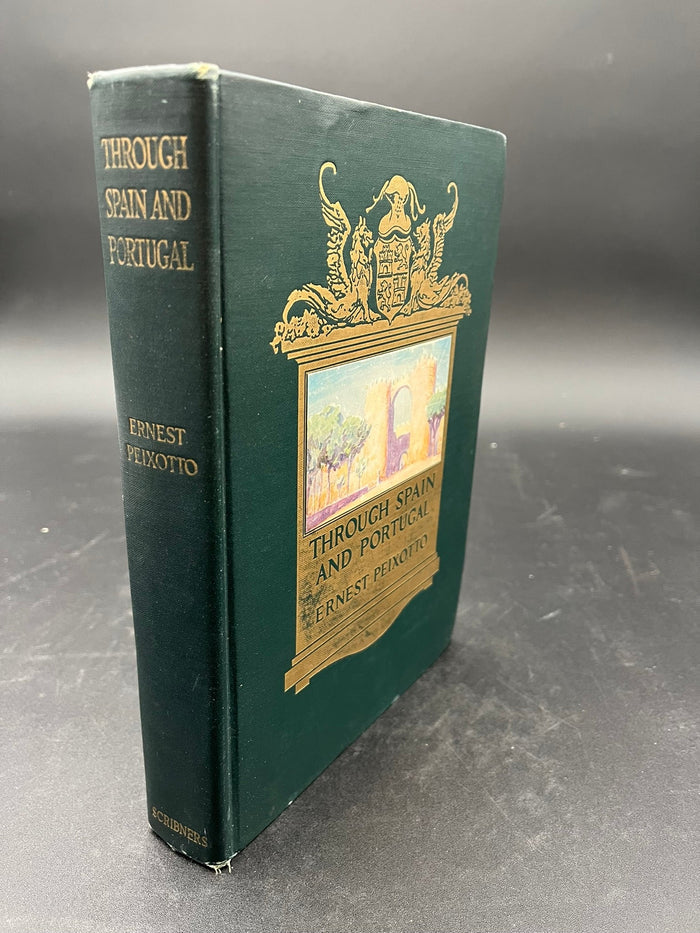 THROUGH
SPAIN AND
PORTUGAL
ERNEST
PEIXOTTO
SCRIBNERS
THROUGH SPAIN
AND PORTUGAL
ERNEST PEIXOTTO